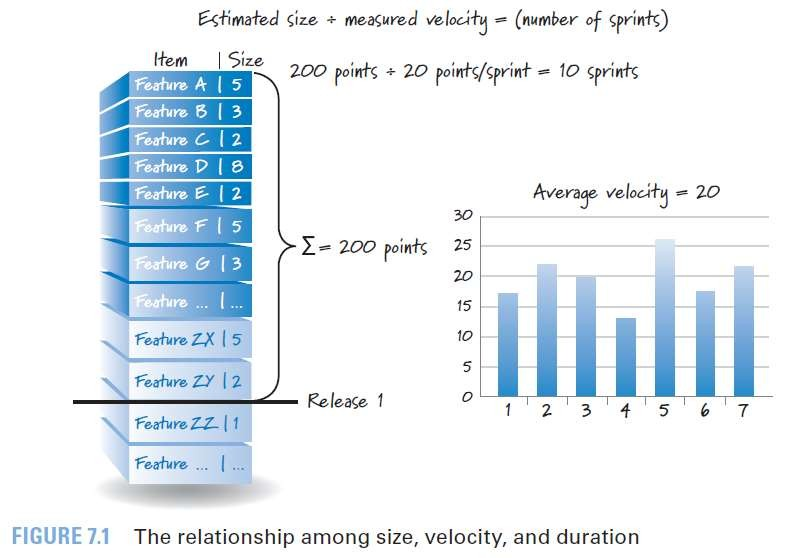 Estimated size ÷ measured velocity = (number of sprints)
Item | Size
200 points ÷ 20 points/sprint = 10 sprints
Feature A | 5
Feature B | 3
Feature C | 2
Feature D | 8
Feature E | 2
Feature F | 5
Feature G | 3
Feature ... | ...
Feature ZX | 5
Feature ZY | 2
Σ = 200 points
Release 1
Feature ZZ | 1
Feature ... | ...
Average velocity = 20
30
25
20
15
10
5
0
1 2 3 4 5 6 7
FIGURE 7.1 The relationship among size, velocity, and duration